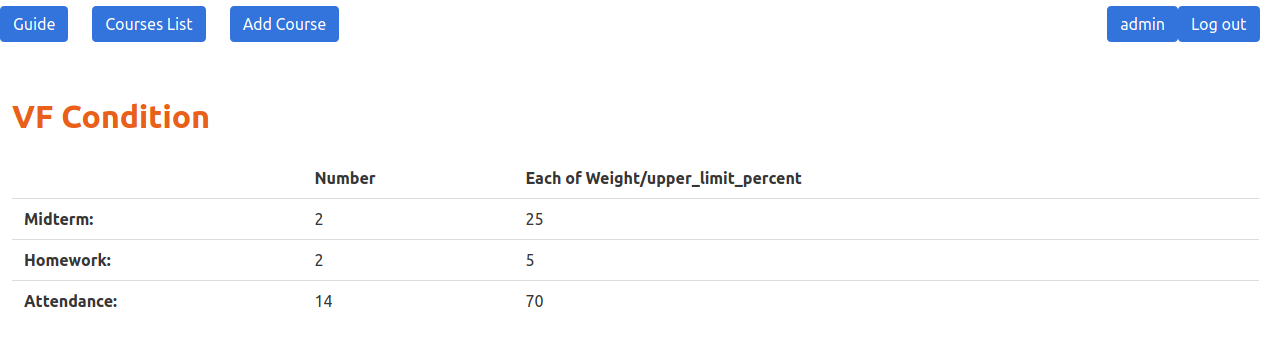 Guide Courses List Add Course admin Log out
VF Condition
Number Each of Weight/upper_limit_percent
Midterm: 2 25
Homework: 2 5
Attendance: 14 70